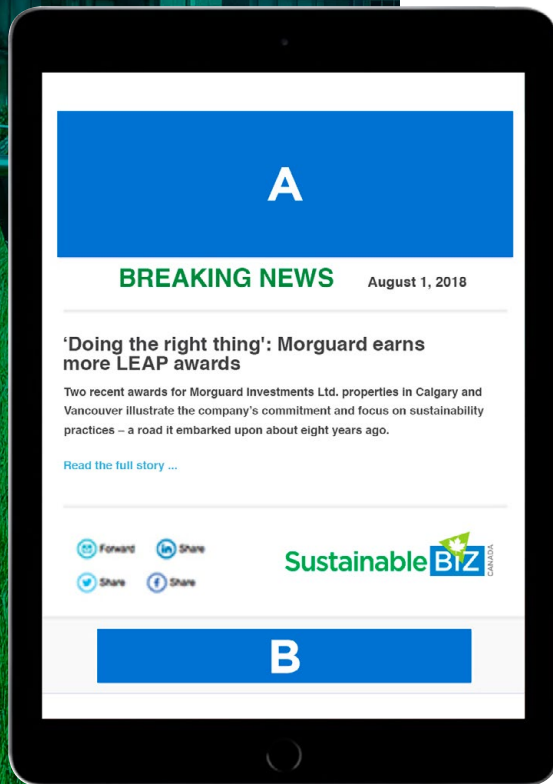 A
BREAKING NEWS August 1, 2018
‘Doing the right thing': Morguard earns
more LEAP awards
Two recent awards for Morguard Investments Ltd. properties in Calgary and
Vancouver illustrate the company’s commitment and focus on sustainability
practices – a road it embarked upon about eight years ago.
Read the full story ...
Forward Share
Share Share
Sustainable BIZ CANADA
B